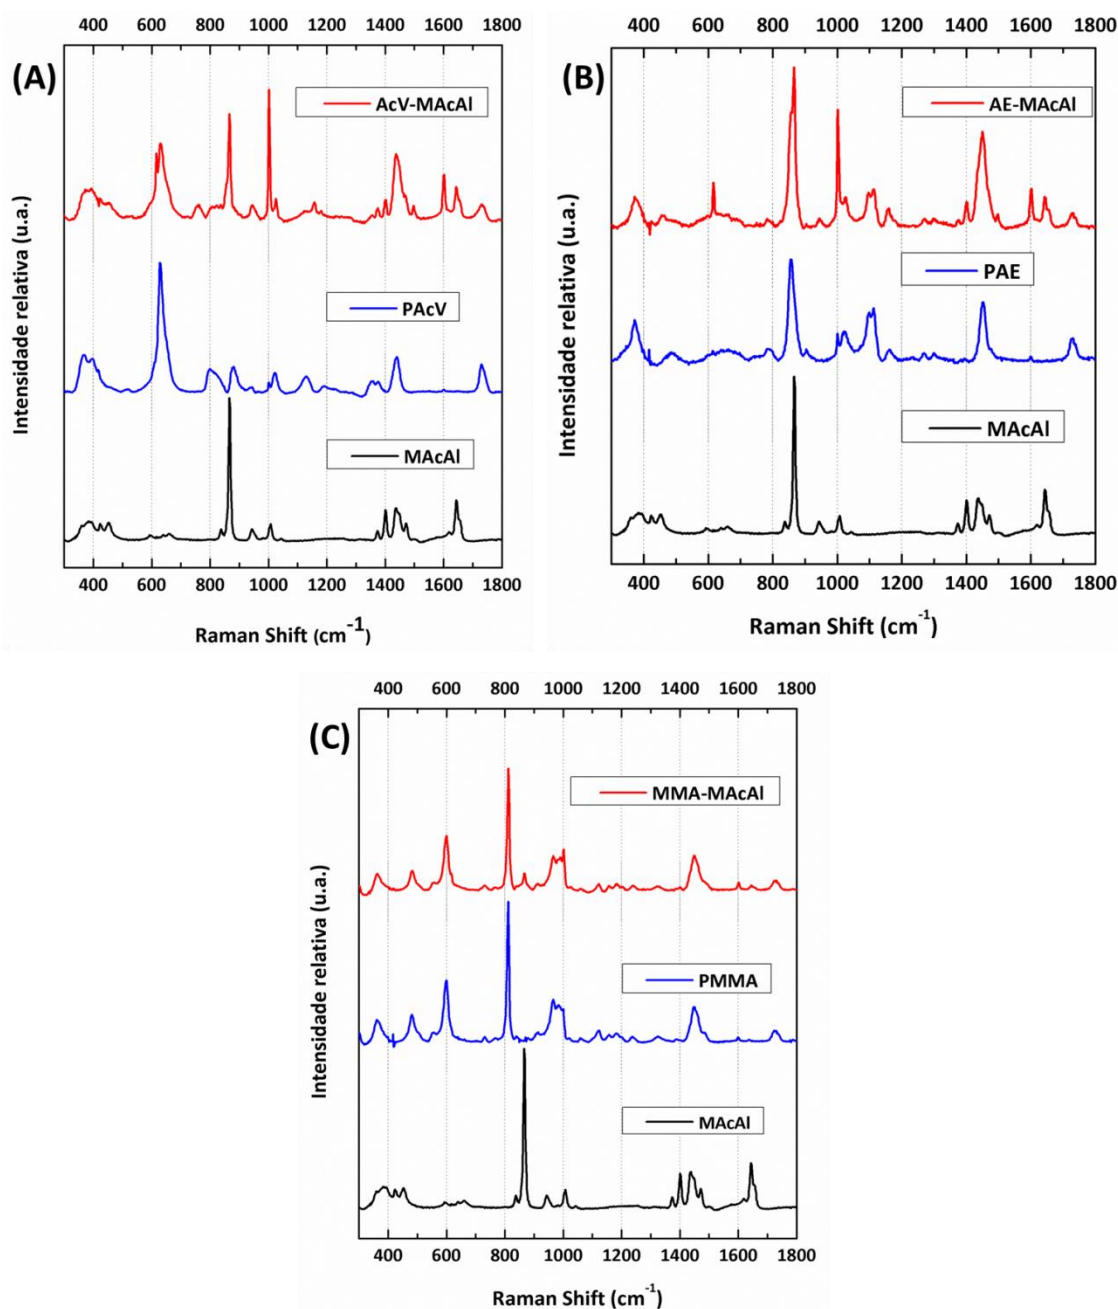 400 600 800 1000 1200 1400 1600 1800
(A)
AcV-MAcAl
PAcV
MAcAl
Intensidade relativa (u.a.)
400 600 800 1000 1200 1400 1600 1800
Raman Shift (cm-1)
400 600 800 1000 1200 1400 1600 1800
(B)
AE-MAcAl
PAE
MAcAl
Intensidade relativa (u.a.)
400 600 800 1000 1200 1400 1600 1800
Raman Shift (cm-1)
400 600 800 1000 1200 1400 1600 1800
(C)
MMA-MAcAl
PMMA
MAcAl
Intensidade relativa (u.a.)
400 600 800 1000 1200 1400 1600 1800
Raman Shift (cm-1)